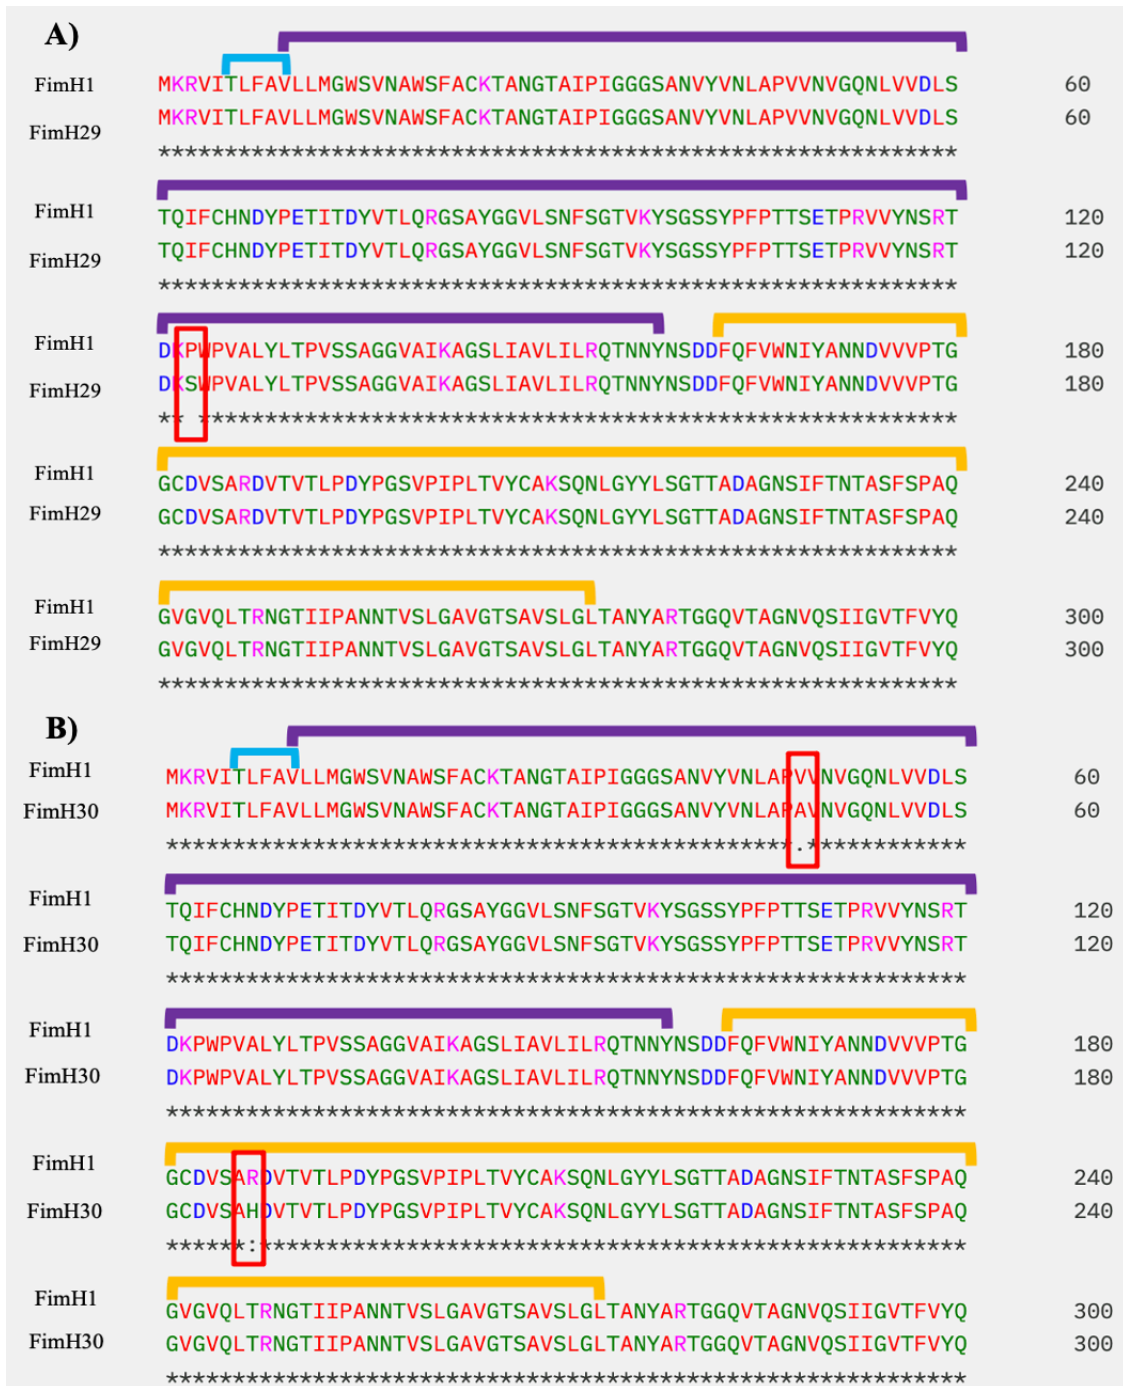 A)
FimH1 MKRVITLFAVLLMGWSVNAWSFACKTANGTAIPIGGGSANVYVNLAPVVNVGQNLVVDLS 60
FimH29 MKRVITLFAVLLMGWSVNAWSFACKTANGTAIPIGGGSANVYVNLAPVVNVGQNLVVDLS 60
************************************************************
FimH1 TQIFCHNDYPETITDYVTLQRGSAYGGVLSNFSGTVKYSGSSYPFPTTSETPRVVYNSRT 120
FimH29 TQIFCHNDYPETITDYVTLQRGSAYGGVLSNFSGTVKYSGSSYPFPTTSETPRVVYNSRT 120
************************************************************
FimH1 DKPWPVALYLTPVSSAGGVAIKAGSLIAVLILRQTNNYNSDDFQFVWNIYANNDVVVPTG 180
FimH29 DKSWPVALYLTPVSSAGGVAIKAGSLIAVLILRQTNNYNSDDFQFVWNIYANNDVVVPTG 180
** *********************************************************
FimH1 GCDVSARDVTVTLPDYPGSVPIPLTVYCAKSQNLGYYLSGTTADAGNSIFTNTASFSPAQ 240
FimH29 GCDVSARDVTVTLPDYPGSVPIPLTVYCAKSQNLGYYLSGTTADAGNSIFTNTASFSPAQ 240
************************************************************
FimH1 GVGVQLTRNGTIIPANNTVSLGAVGTSAVSLGLTANYARTGGQVTAGNVQSIIGVTFVYQ 300
FimH29 GVGVQLTRNGTIIPANNTVSLGAVGTSAVSLGLTANYARTGGQVTAGNVQSIIGVTFVYQ 300
************************************************************
B)
FimH1 MKRVITLFAVLLMGWSVNAWSFACKTANGTAIPIGGGSANVYVNLAPVVNVGQNLVVDLS 60
FimH30 MKRVITLFAVLLMGWSVNAWSFACKTANGTAIPIGGGSANVYVNLAPAVNVGQNLVVDLS 60
***********************************************.************
FimH1 TQIFCHNDYPETITDYVTLQRGSAYGGVLSNFSGTVKYSGSSYPFPTTSETPRVVYNSRT 120
FimH30 TQIFCHNDYPETITDYVTLQRGSAYGGVLSNFSGTVKYSGSSYPFPTTSETPRVVYNSRT 120
************************************************************
FimH1 DKPWPVALYLTPVSSAGGVAIKAGSLIAVLILRQTNNYNSDDFQFVWNIYANNDVVVPTG 180
FimH30 DKPWPVALYLTPVSSAGGVAIKAGSLIAVLILRQTNNYNSDDFQFVWNIYANNDVVVPTG 180
************************************************************
FimH1 GCDVSARDVTVTLPDYPGSVPIPLTVYCAKSQNLGYYLSGTTADAGNSIFTNTASFSPAQ 240
FimH30 GCDVSAHDVTVTLPDYPGSVPIPLTVYCAKSQNLGYYLSGTTADAGNSIFTNTASFSPAQ 240
******:*****************************************************
FimH1 GVGVQLTRNGTIIPANNTVSLGAVGTSAVSLGLTANYARTGGQVTAGNVQSIIGVTFVYQ 300
FimH30 GVGVQLTRNGTIIPANNTVSLGAVGTSAVSLGLTANYARTGGQVTAGNVQSIIGVTFVYQ 300
************************************************************